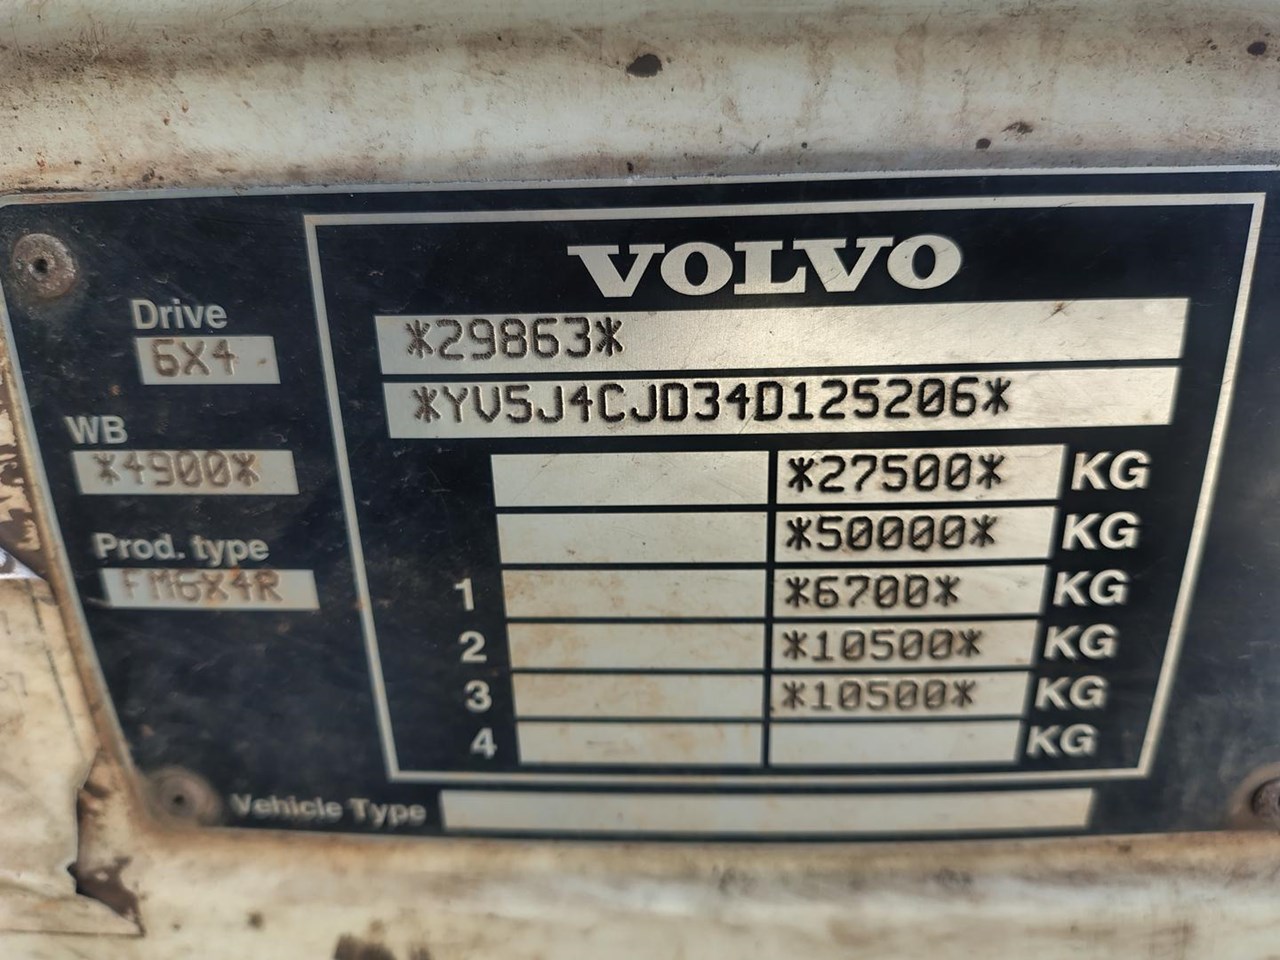 VOLVO
Drive
6X4
*29863*
*YV5J4CJD34D125206*
WB
*4900*
*27500* KG
*50000* KG
Prod. type
FM6X4R
1 *6700* KG
2 *10500* KG
3 *10500* KG
4 KG
Vehicle Type